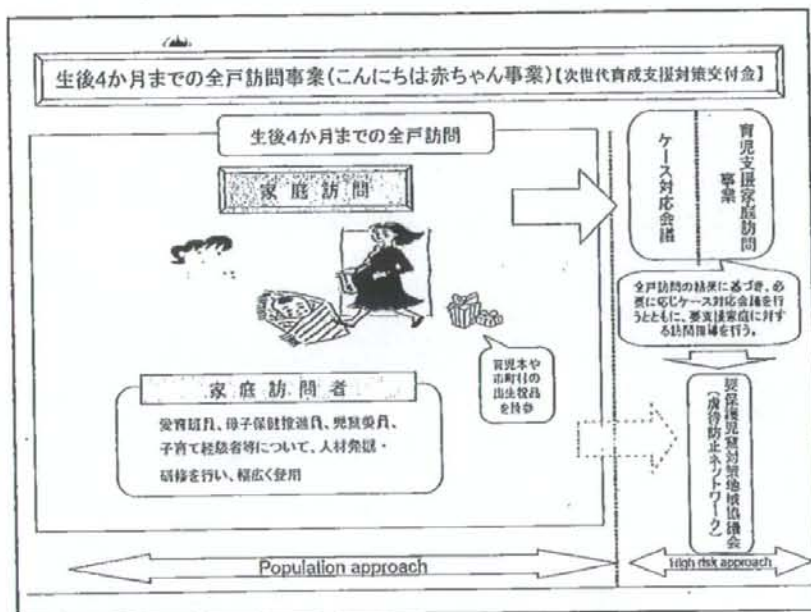 生後4か月までの全戸訪問事業(こんにちは赤ちゃん事業)【次世代育成支援対策交付金】
生後4か月までの全戸訪問
家庭訪問
育児本や
市町村の
出生祝品
を持参
家庭訪問者
愛育班員、母子保健推進員、児童委員、
子育て経験者等について、人材発掘・
研修を行い、幅広く登用
Population approach
育児支援家庭訪問
事業
ケース対応会議
全戸訪問の結果に基づき、必
要に応じケース対応会議を行
うとともに、要支援家庭に対す
る訪問指導を行う。
要保護児童対策地域協議会
(虐待防止ネットワーク)
High risk approach